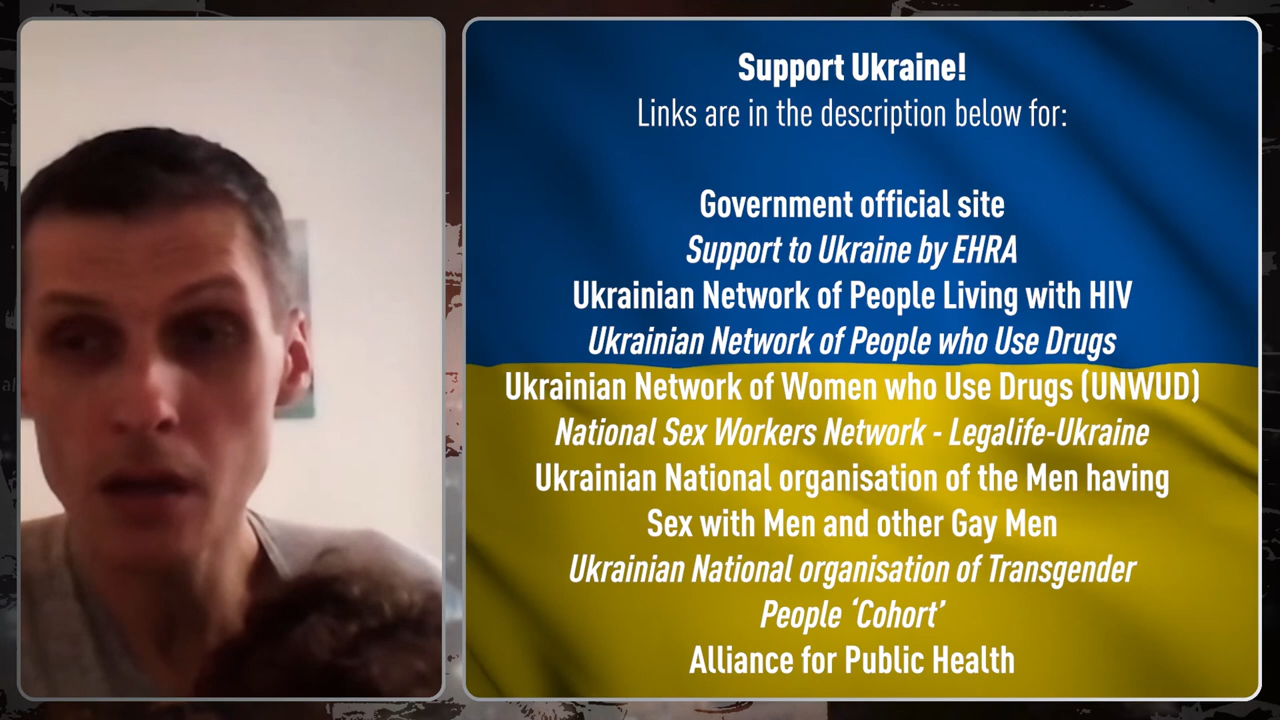 Support Ukraine!
Links are in the description below for:
Government official site
Support to Ukraine by EHRA
Ukrainian Network of People Living with HIV
Ukrainian Network of People who Use Drugs
Ukrainian Network of Women who Use Drugs (UNWUD)
National Sex Workers Network - Legalife-Ukraine
Ukrainian National organisation of the Men having
Sex with Men and other Gay Men
Ukrainian National organisation of Transgender
People ‘Cohort’
Alliance for Public Health